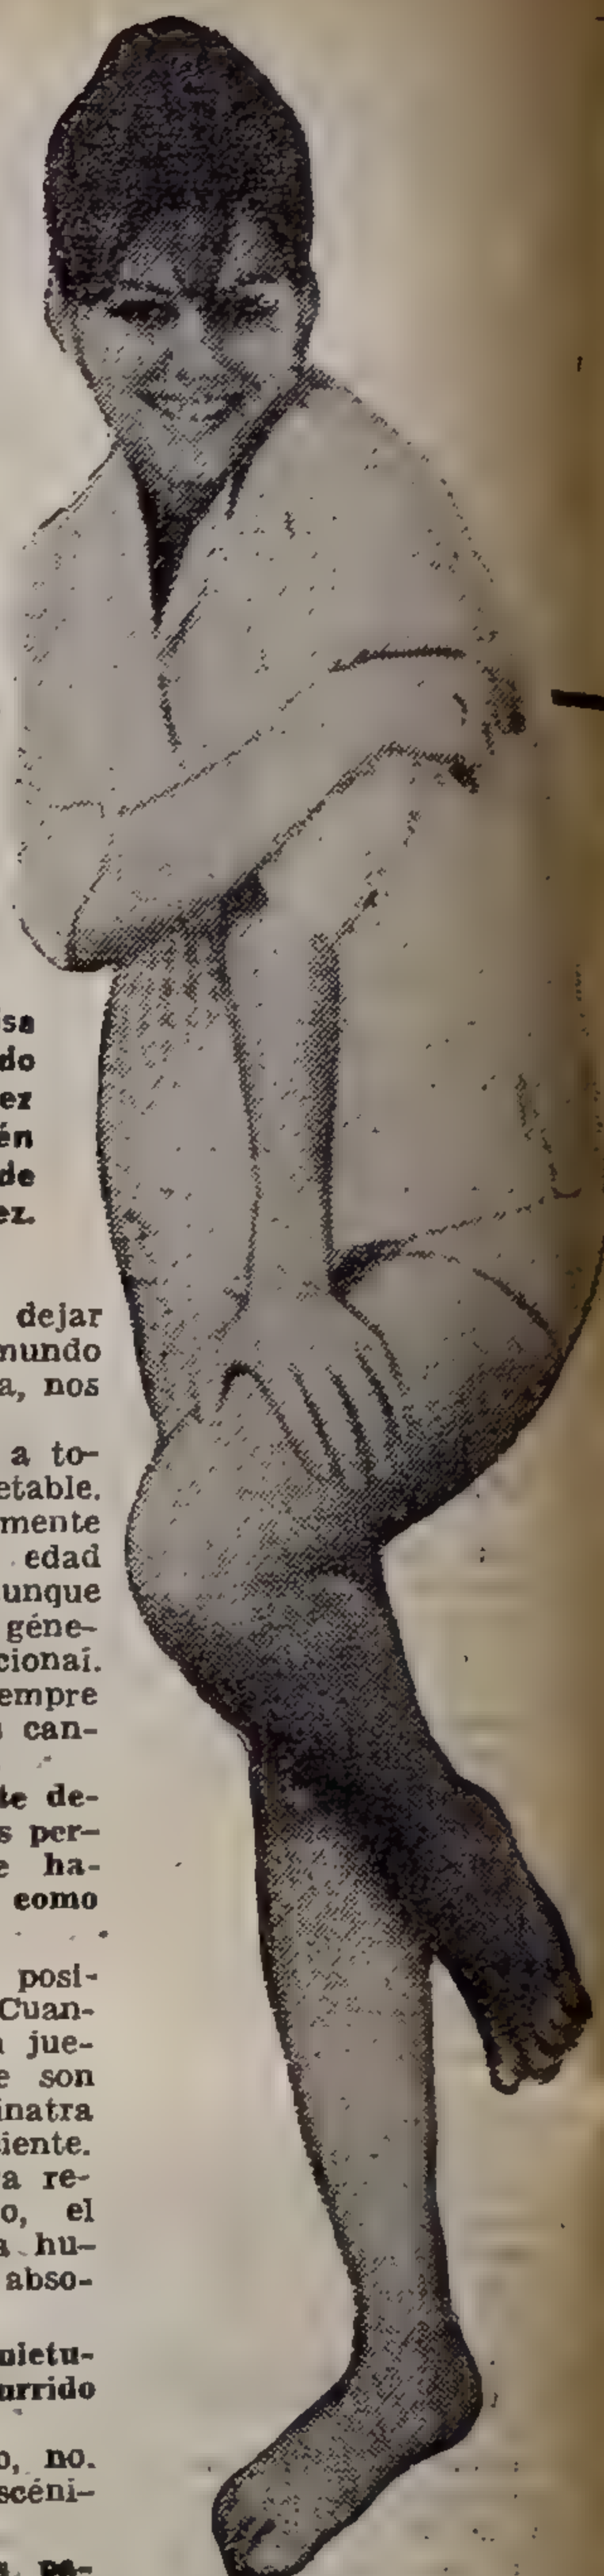 sa
do
ez
én
de
ez.
dejar
mundo
a, nos
a to-
etable.
mente
edad
unque
géne-
cional.
empre
s can-
te de-
s per-
e ha-
como
posi-
Cuan-
a jue-
e son
inatra
iente.
a re-
o, el
a hu-
abso-
uietu-
urrido
o, no.
scéni-